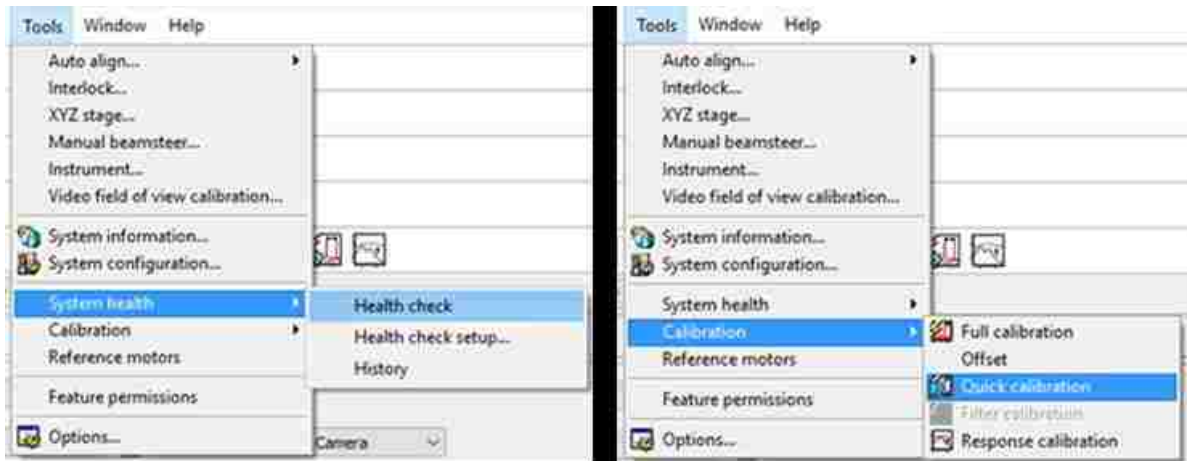 Tools Window Help
Auto align...
Interlock...
XYZ stage...
Manual beamsteer...
Instrument...
Video field of view calibration...
System information...
System configuration...
System health
Calibration
Reference motors
Feature permissions
Options...
Health check
Health check setup...
History
Camera
Tools Window Help
Auto align...
Interlock...
XYZ stage...
Manual beamsteer...
Instrument...
Video field of view calibration...
System information...
System configuration...
System health
Calibration
Reference motors
Feature permissions
Options...
Full calibration
Offset
Quick calibration
Filter calibration
Response calibration